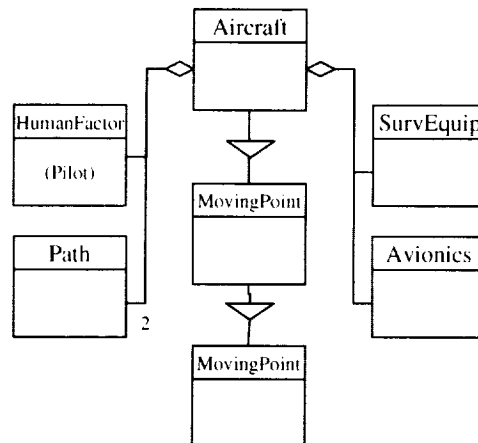 Aircraft
HumanFactor
(Pilot)
SurvEquip
MovingPoint
Path
Avionics
2
MovingPoint